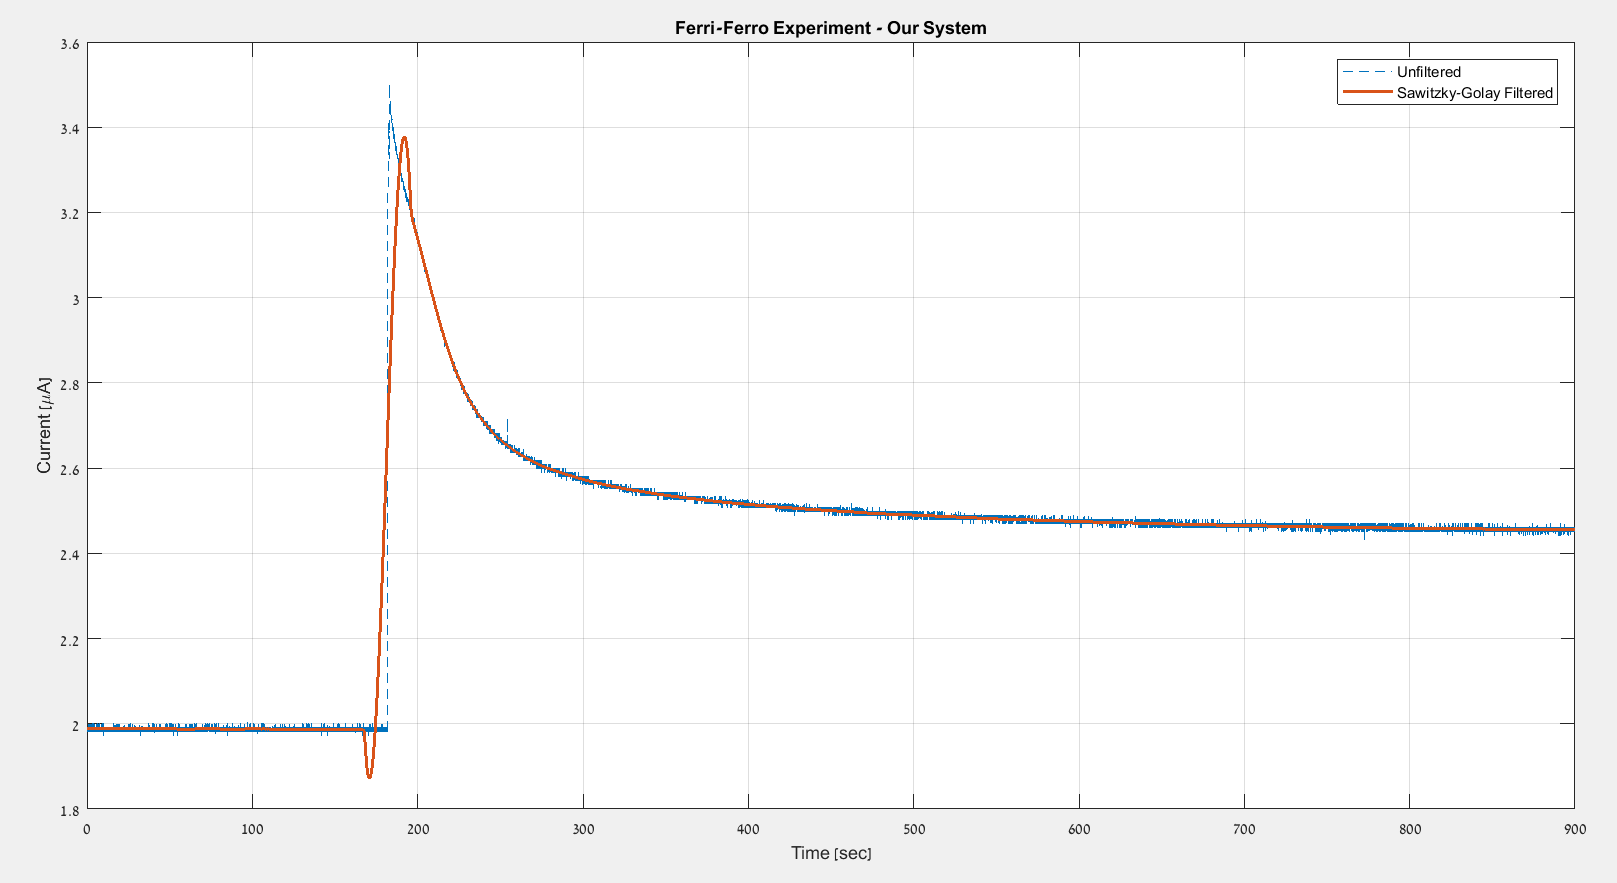 Ferri-Ferro Experiment - Our System
Unfiltered
Sawitzky-Golay Filtered
3.6
3.4
3.2
3
2.8
2.6
2.4
2.2
2
1.8
Current [μA]
0 100 200 300 400 500 600 700 800 900
Time [sec]